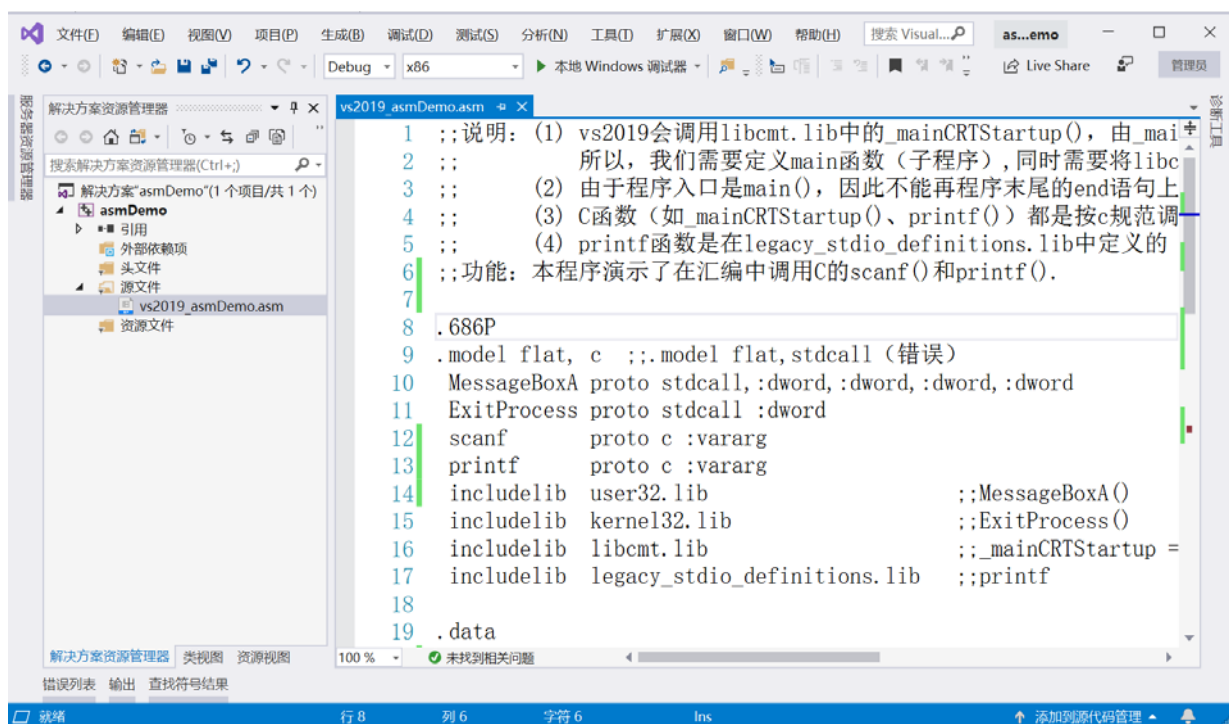 文件(F) 编辑(E) 视图(V) 项目(P) 生成(B) 调试(D) 测试(S) 分析(N) 工具(T) 扩展(X) 窗口(W) 帮助(H) 搜索 Visual... as...emo
Debug x86 本地 Windows 调试器 Live Share 管理员
服务器资源管理器
解决方案资源管理器
搜索解决方案资源管理器(Ctrl+;)
解决方案"asmDemo"(1 个项目/共 1 个)
asmDemo
引用
外部依赖项
头文件
源文件
vs2019_asmDemo.asm
资源文件
解决方案资源管理器 类视图 资源视图
vs2019_asmDemo.asm
1 ;;说明：(1) vs2019会调用libcmt.lib中的_mainCRTStartup()，由_mai
2 ;; 所以，我们需要定义main函数（子程序）,同时需要将libc
3 ;; (2) 由于程序入口是main()，因此不能再程序末尾的end语句上
4 ;; (3) C函数（如_mainCRTStartup()、printf()）都是按c规范调
5 ;; (4) printf函数是在legacy_stdio_definitions.lib中定义的
6 ;;功能：本程序演示了在汇编中调用C的scanf()和printf().
7
8 .686P
9 .model flat, c ;;.model flat,stdcall（错误）
10 MessageBoxA proto stdcall,:dword,:dword,:dword,:dword
11 ExitProcess proto stdcall :dword
12 scanf proto c :vararg
13 printf proto c :vararg
14 includelib user32.lib ;;MessageBoxA()
15 includelib kernel32.lib ;;ExitProcess()
16 includelib libcmt.lib ;;_mainCRTStartup =
17 includelib legacy_stdio_definitions.lib ;;printf
18
19 .data
100 % 未找到相关问题
诊断工具
错误列表 输出 查找符号结果
就绪 行 8 列 6 字符 6 Ins 添加到源代码管理